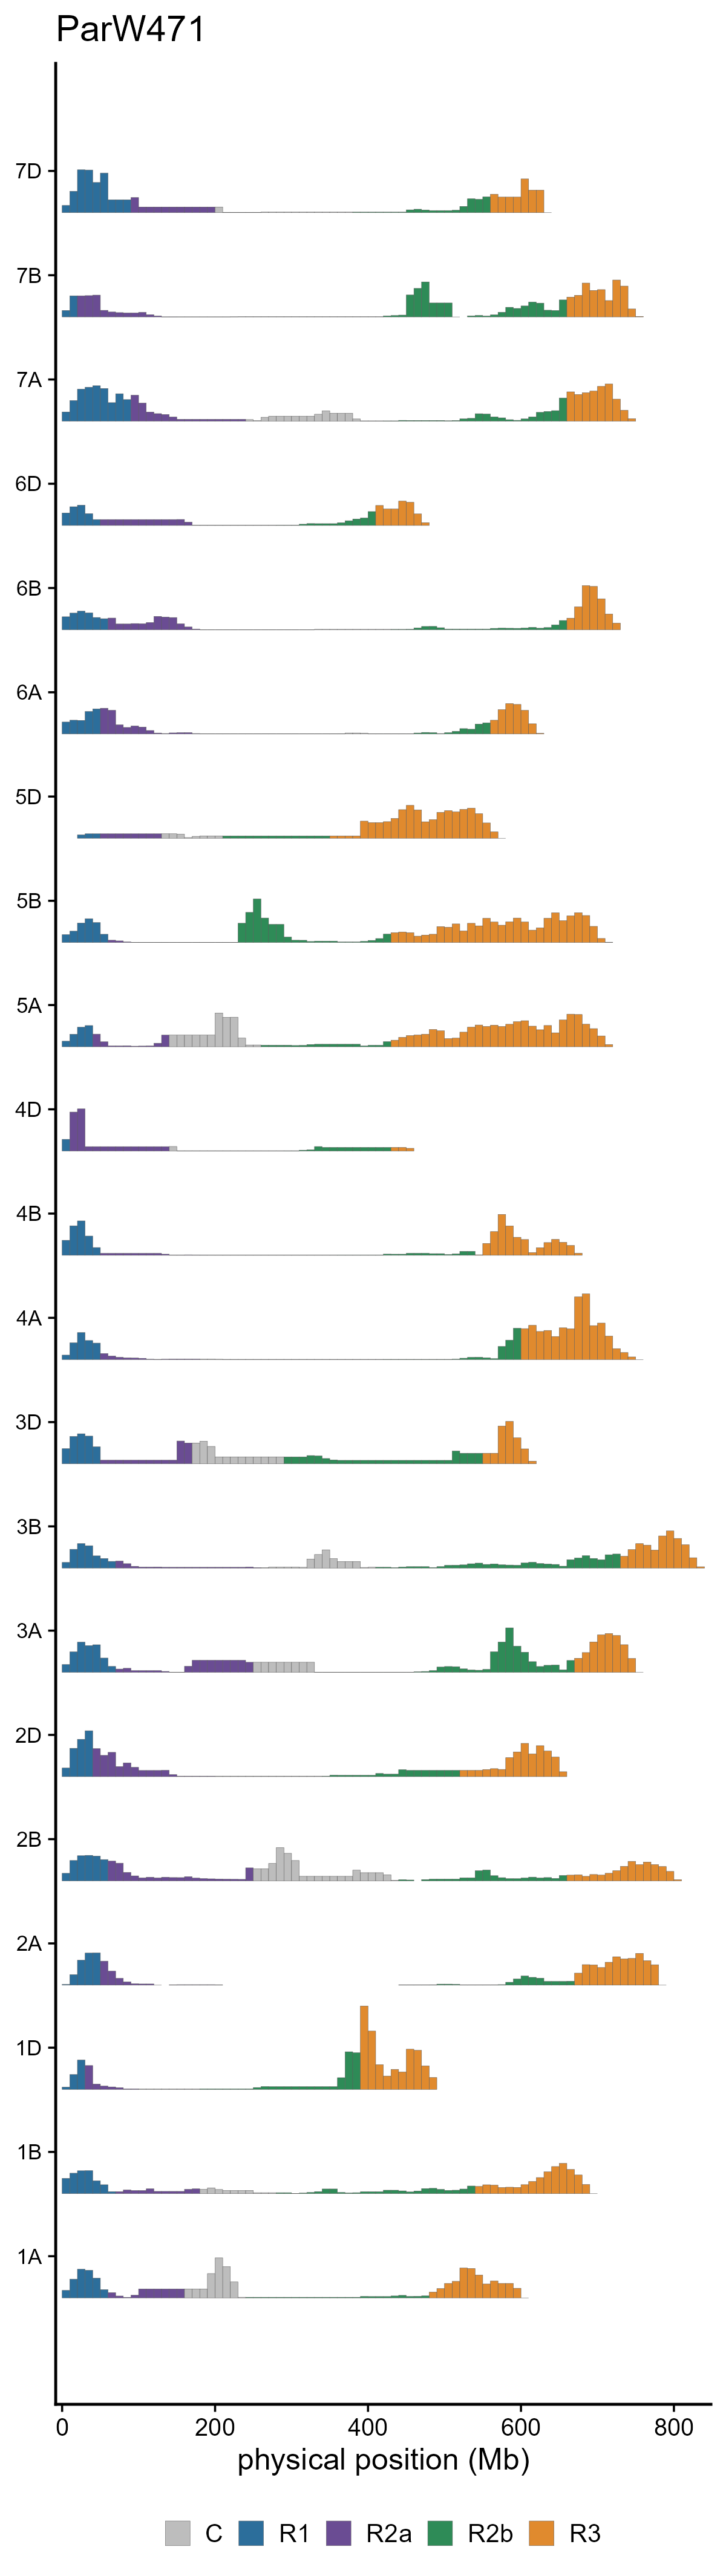 ParW471
7D
7B
7A
6D
6B
6A
5D
5B
5A
4D
4B
4A
3D
3B
3A
2D
2B
2A
1D
1B
1A
0 200 400 600 800
physical position (Mb)
C R1 R2a R2b R3